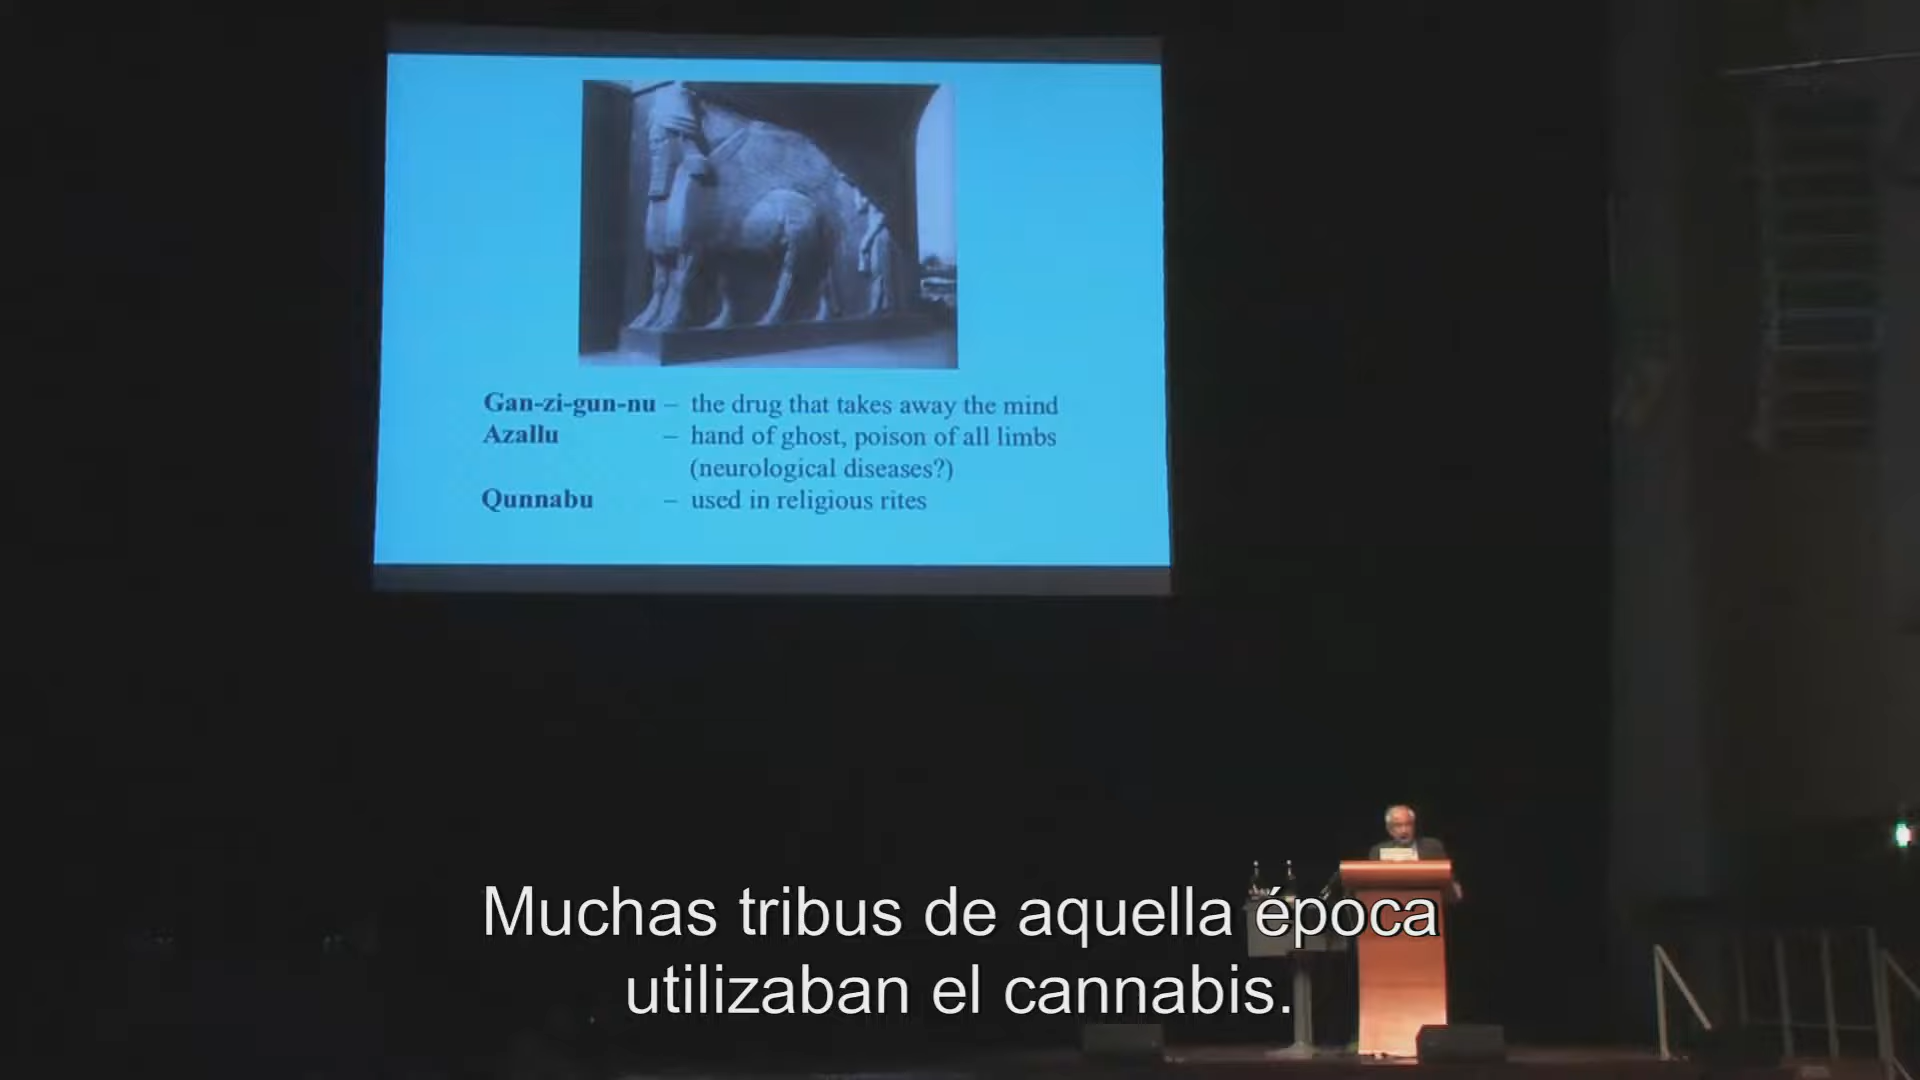 Gan-zi-gun-nu – the drug that takes away the mind
Azallu – hand of ghost, poison of all limbs
(neurological diseases?)
Qunnabu – used in religious rites
Muchas tribus de aquella época
utilizaban el cannabis.